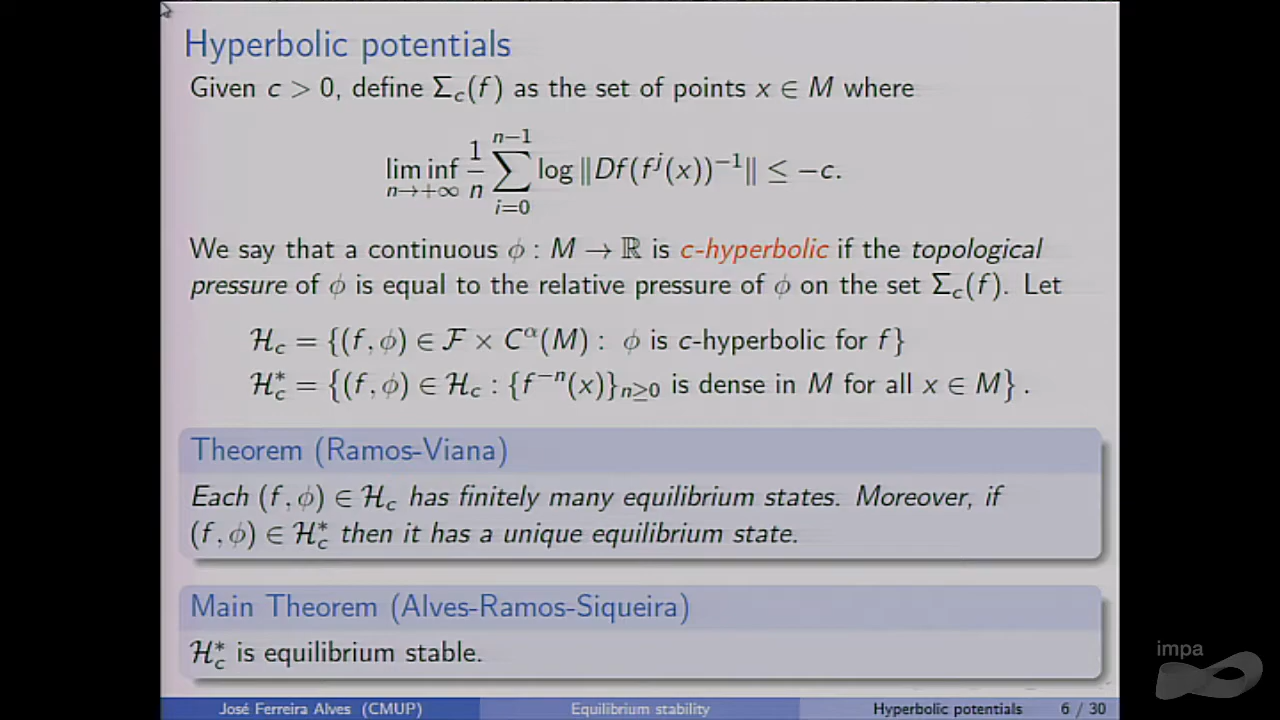 Hyperbolic potentials
Given c > 0, define Σ_c(f) as the set of points x ∈ M where
lim inf_{n→+∞} 1/n ∑_{i=0}^{n−1} log ‖Df(f^j(x))^{−1}‖ ≤ −c.
We say that a continuous ϕ : M → ℝ is c-hyperbolic if the topological
pressure of ϕ is equal to the relative pressure of ϕ on the set Σ_c(f). Let
ℋ_c = {(f, ϕ) ∈ ℱ × C^α(M) : ϕ is c-hyperbolic for f}
ℋ_c^* = {(f, ϕ) ∈ ℋ_c : {f^{−n}(x)}_{n≥0} is dense in M for all x ∈ M} .
Theorem (Ramos-Viana)
Each (f, ϕ) ∈ ℋ_c has finitely many equilibrium states. Moreover, if
(f, ϕ) ∈ ℋ_c^* then it has a unique equilibrium state.
Main Theorem (Alves-Ramos-Siqueira)
ℋ_c^* is equilibrium stable.
impa
José Ferreira Alves (CMUP) Equilibrium stability Hyperbolic potentials 6 / 30